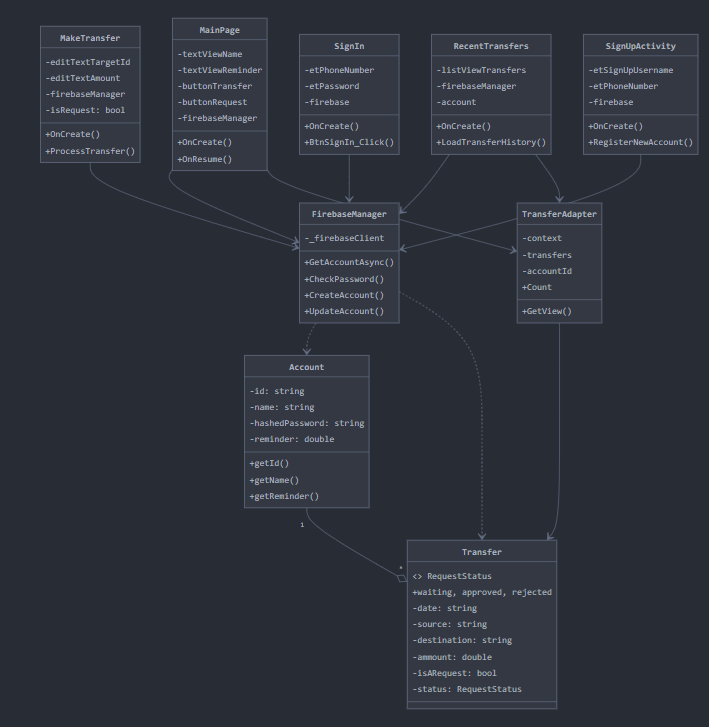 MakeTransfer
-editTextTargetId
-editTextAmount
-firebaseManager
-isRequest: bool
+OnCreate()
+ProcessTransfer()
MainPage
-textViewName
-textViewReminder
-buttonTransfer
-buttonRequest
-firebaseManager
+OnCreate()
+OnResume()
SignIn
-etPhoneNumber
-etPassword
-firebase
+OnCreate()
+BtnSignIn_Click()
RecentTransfers
-listViewTransfers
-firebaseManager
-account
+OnCreate()
+LoadTransferHistory()
SignUpActivity
-etSignUpUsername
-etPhoneNumber
-firebase
+OnCreate()
+RegisterNewAccount()
FirebaseManager
-_firebaseClient
+GetAccountAsync()
+CheckPassword()
+CreateAccount()
+UpdateAccount()
TransferAdapter
-context
-transfers
-accountId
+Count
+GetView()
Account
-id: string
-name: string
-hashedPassword: string
-reminder: double
+getId()
+getName()
+getReminder()
1
*
Transfer
<> RequestStatus
+waiting, approved, rejected
-date: string
-source: string
-destination: string
-ammount: double
-isARequest: bool
-status: RequestStatus